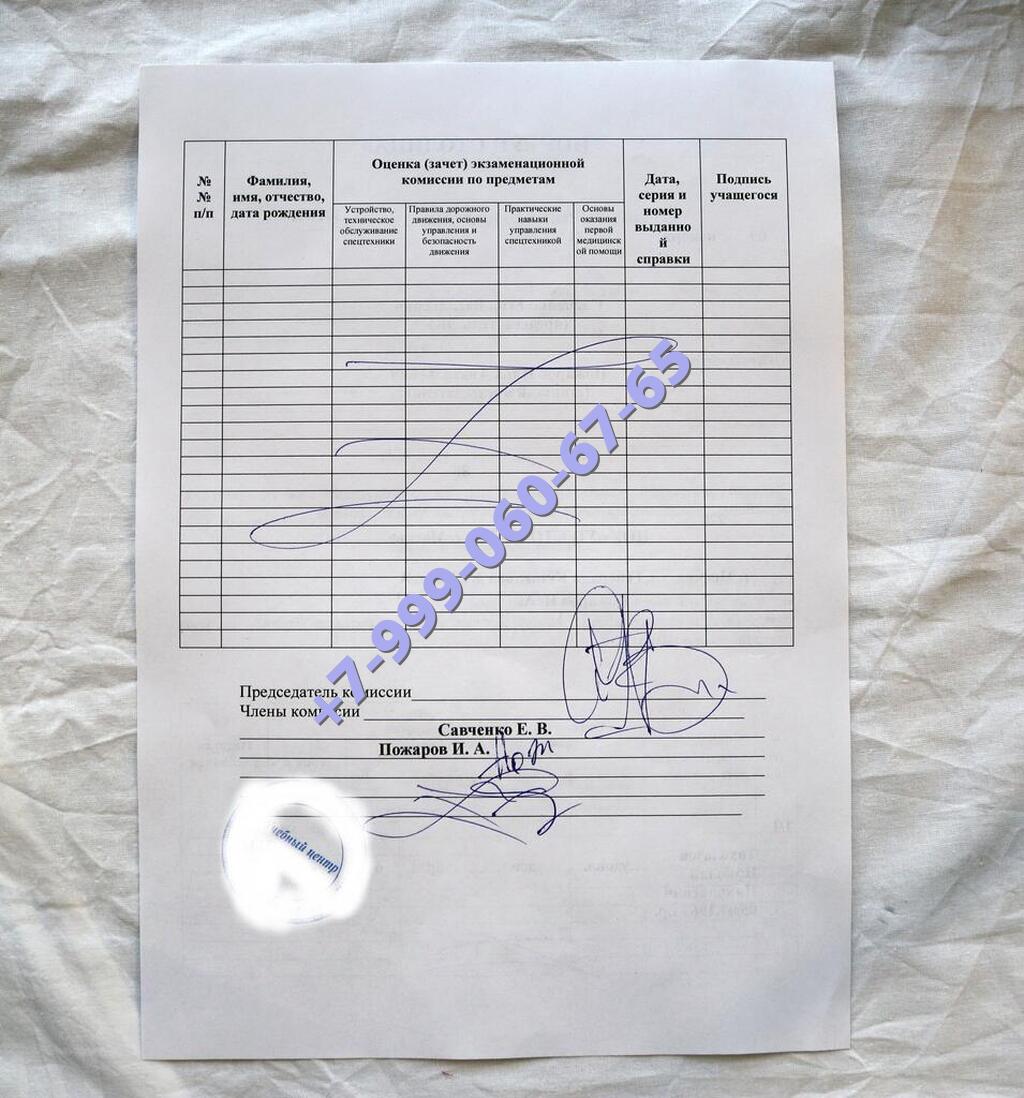 №
№
п/п
Фамилия,
имя, отчество,
дата рождения
Оценка (зачет) экзаменационной
комиссии по предметам
Устройство,
техническое
обслуживание
спецтехники
Правила дорожного
движения, основы
управления и
безопасность
движения
Практические
навыки
управления
спецтехникой
Основы
оказания
первой
медицинск
ой помощи
Дата,
серия и
номер
выданно
й
справки
Подпись
учащегося
+7-999-060-67-65
Председатель комиссии
Члены комиссии
Савченко Е. В.
Пожаров И. А.
центр